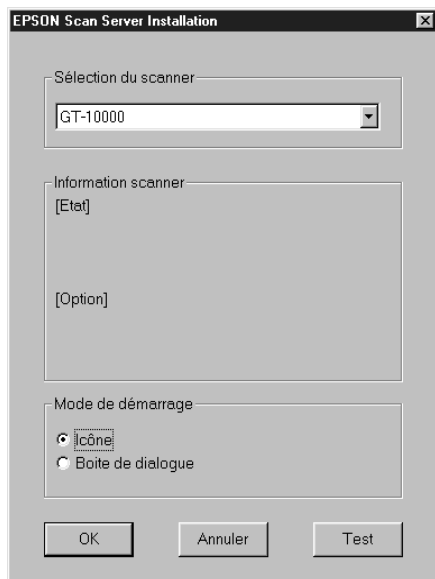 EPSON Scan Server Installation
Sélection du scanner
GT-10000
Information scanner
[Etat]
[Option]
Mode de démarrage
Icône
Boite de dialogue
OK Annuler Test